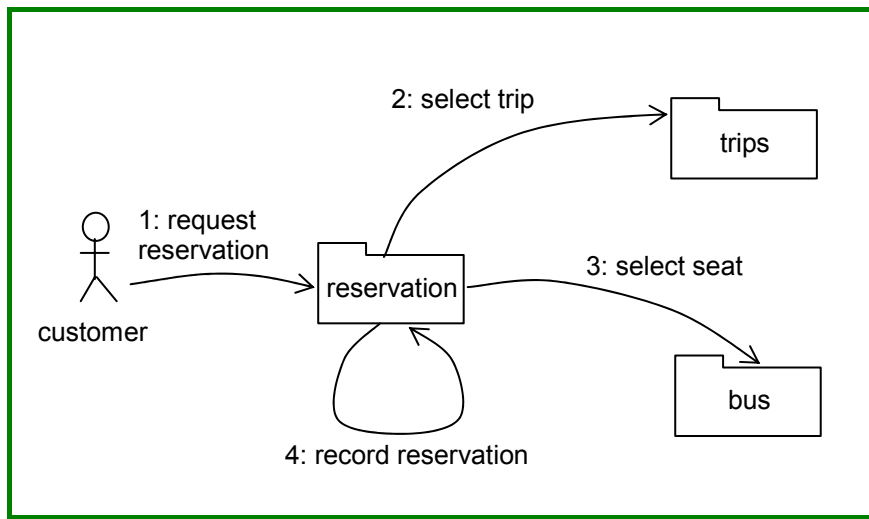 2: select trip
trips
1: request
reservation
3: select seat
reservation
customer
bus
4: record reservation